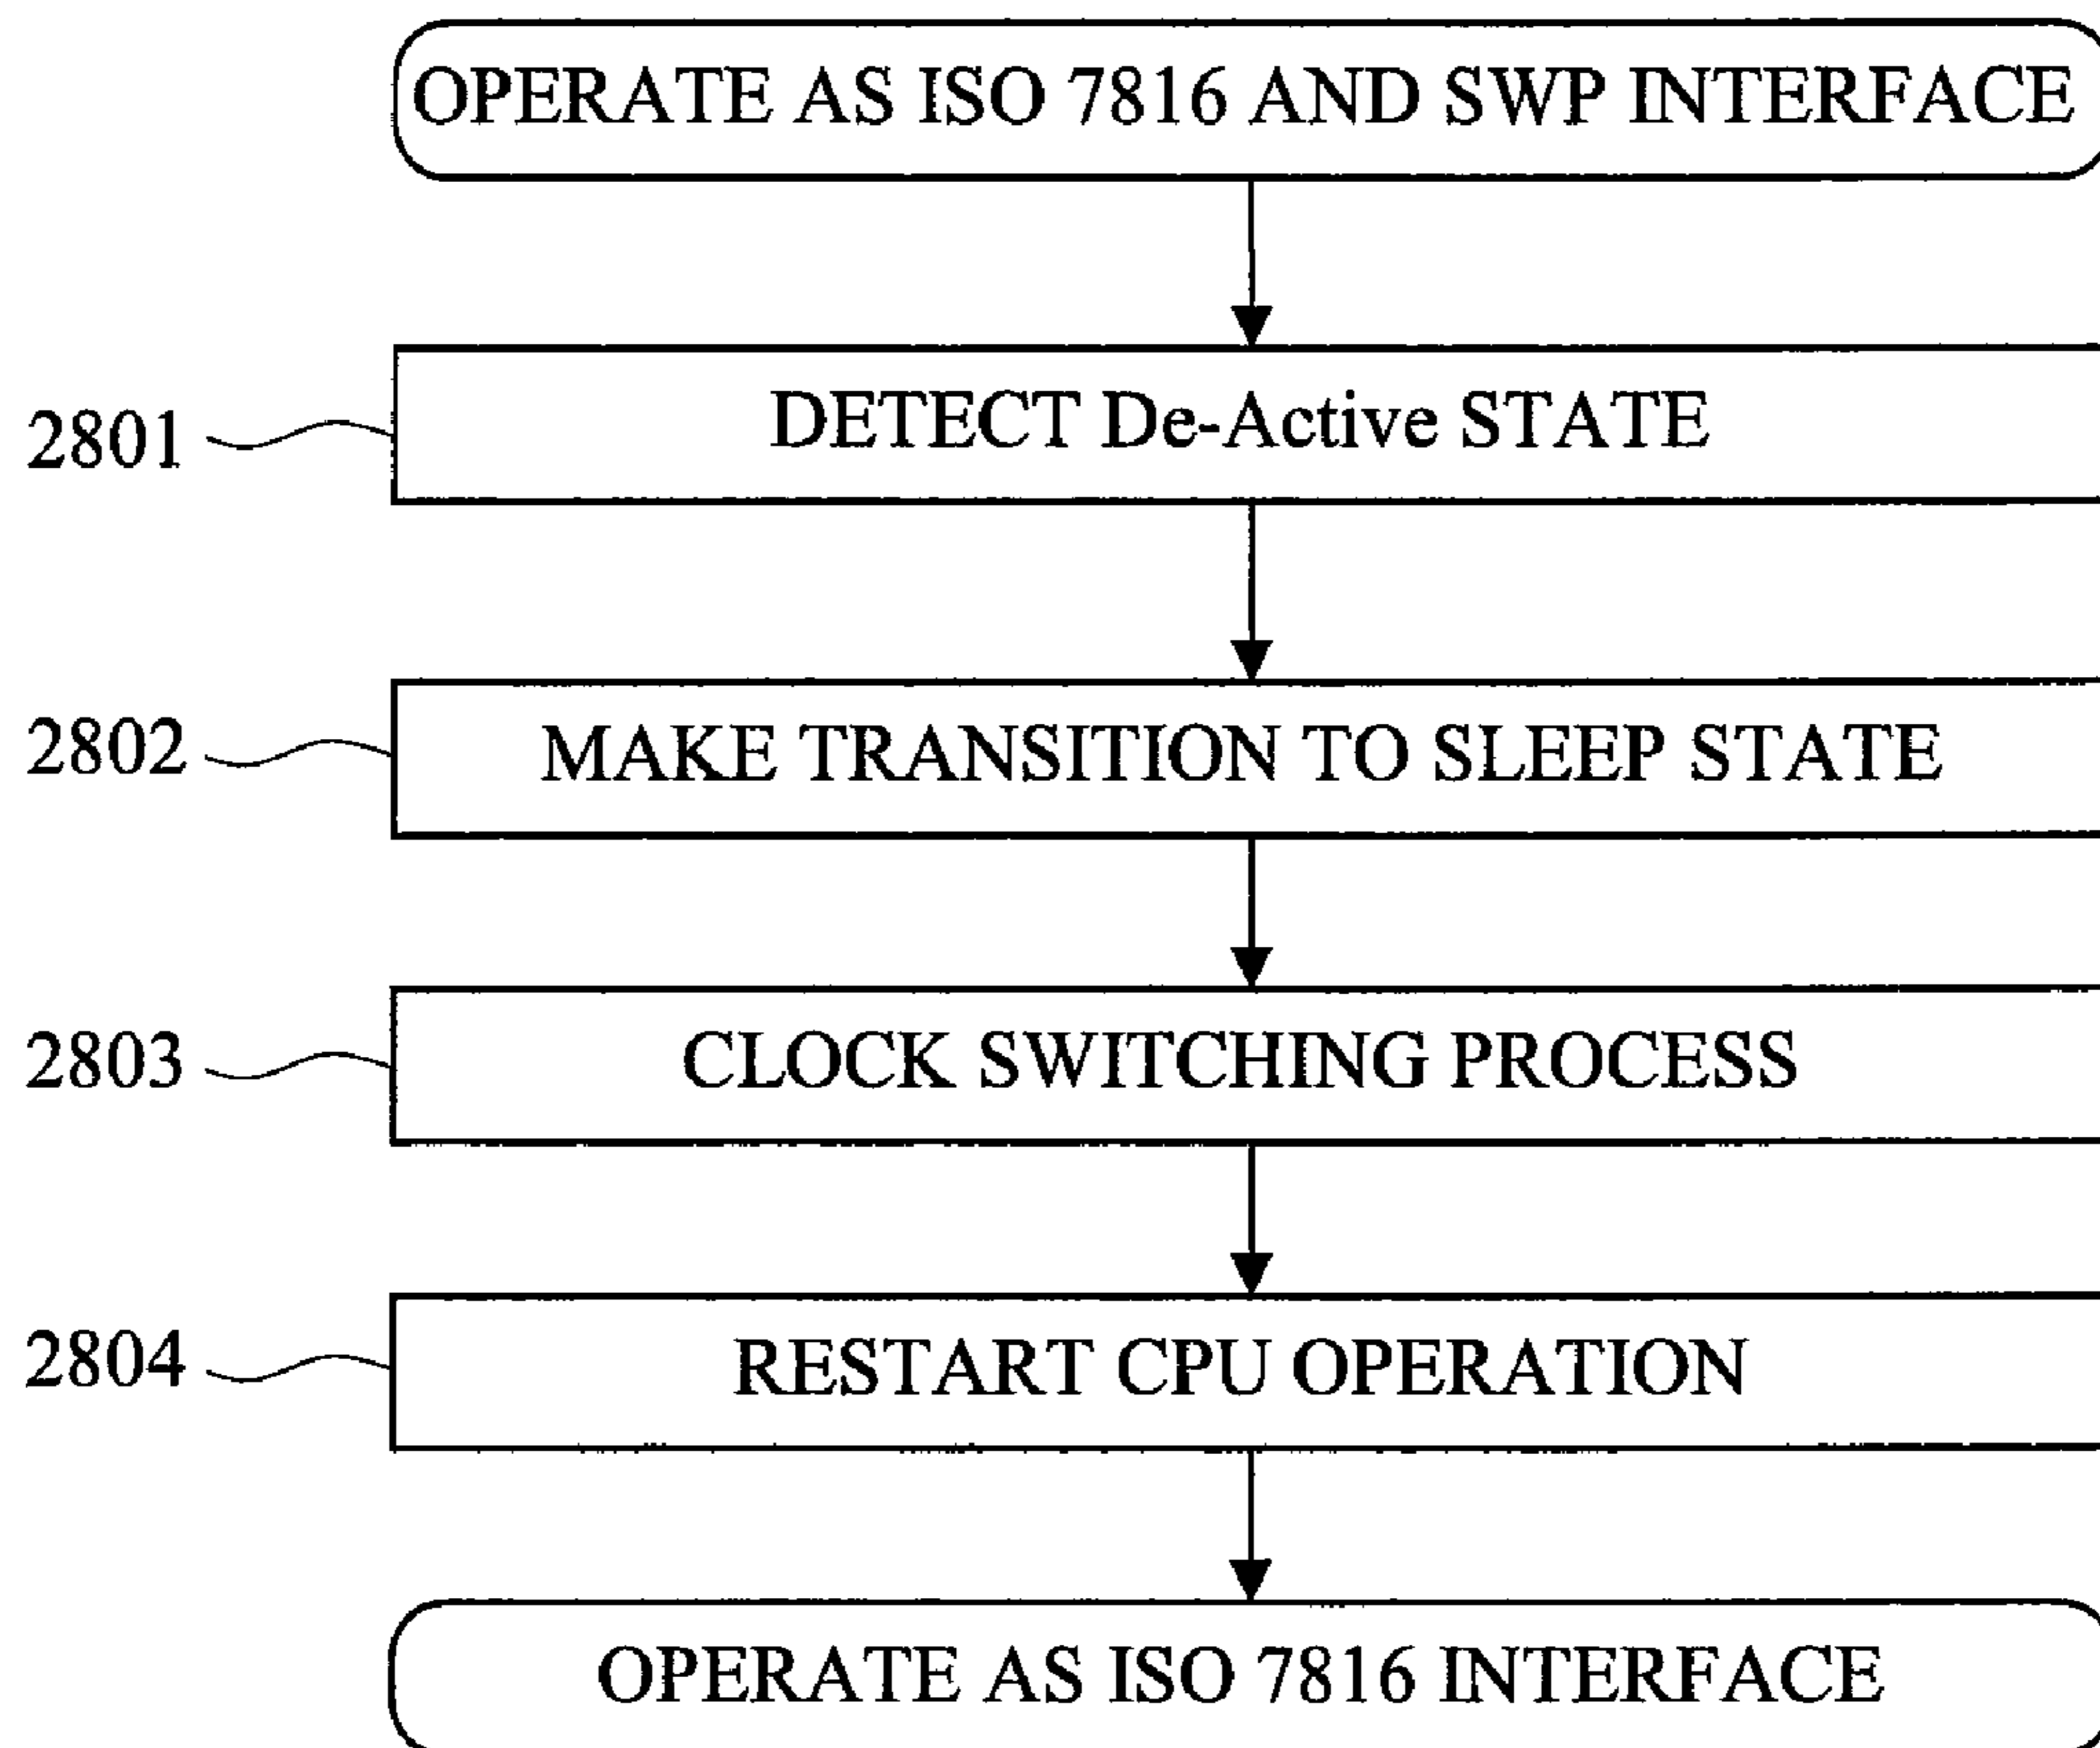 OPERATE AS ISO 7816 AND SWP INTERFACE
2801
DETECT De-Active STATE
2802
MAKE TRANSITION TO SLEEP STATE
2803
CLOCK SWITCHING PROCESS
2804
RESTART CPU OPERATION
OPERATE AS ISO 7816 INTERFACE